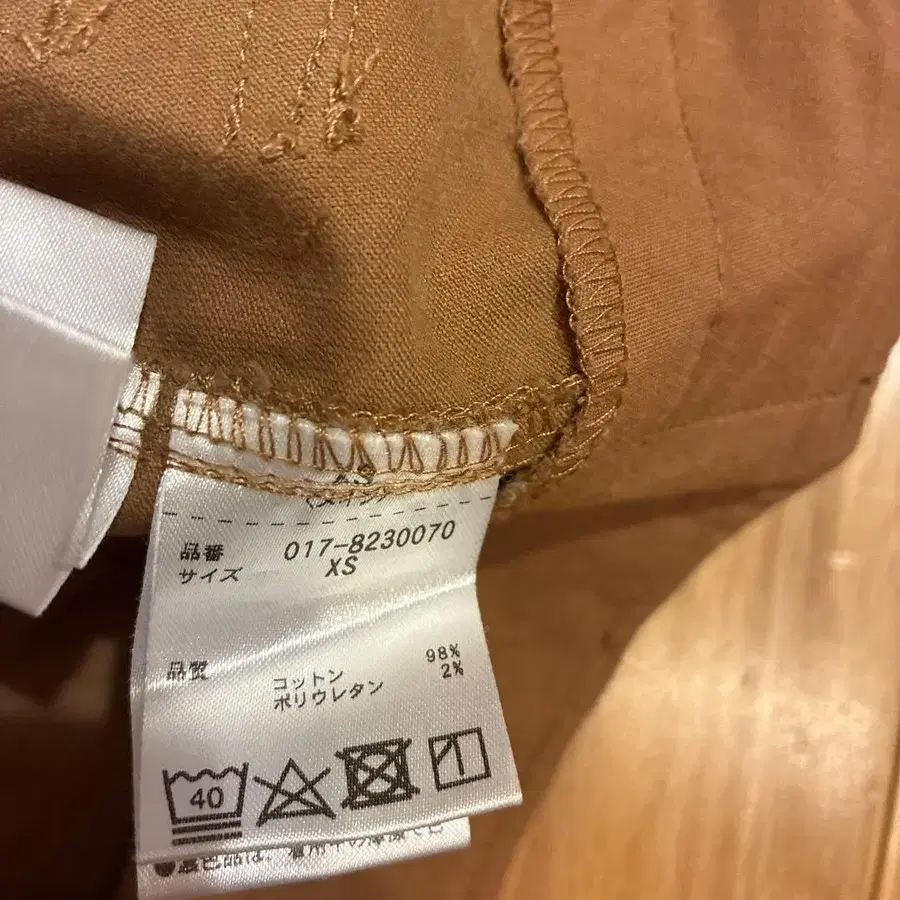 品番 017-8230070
サイズ XS
品質 コットン 98%
ポリウレタン 2%
40